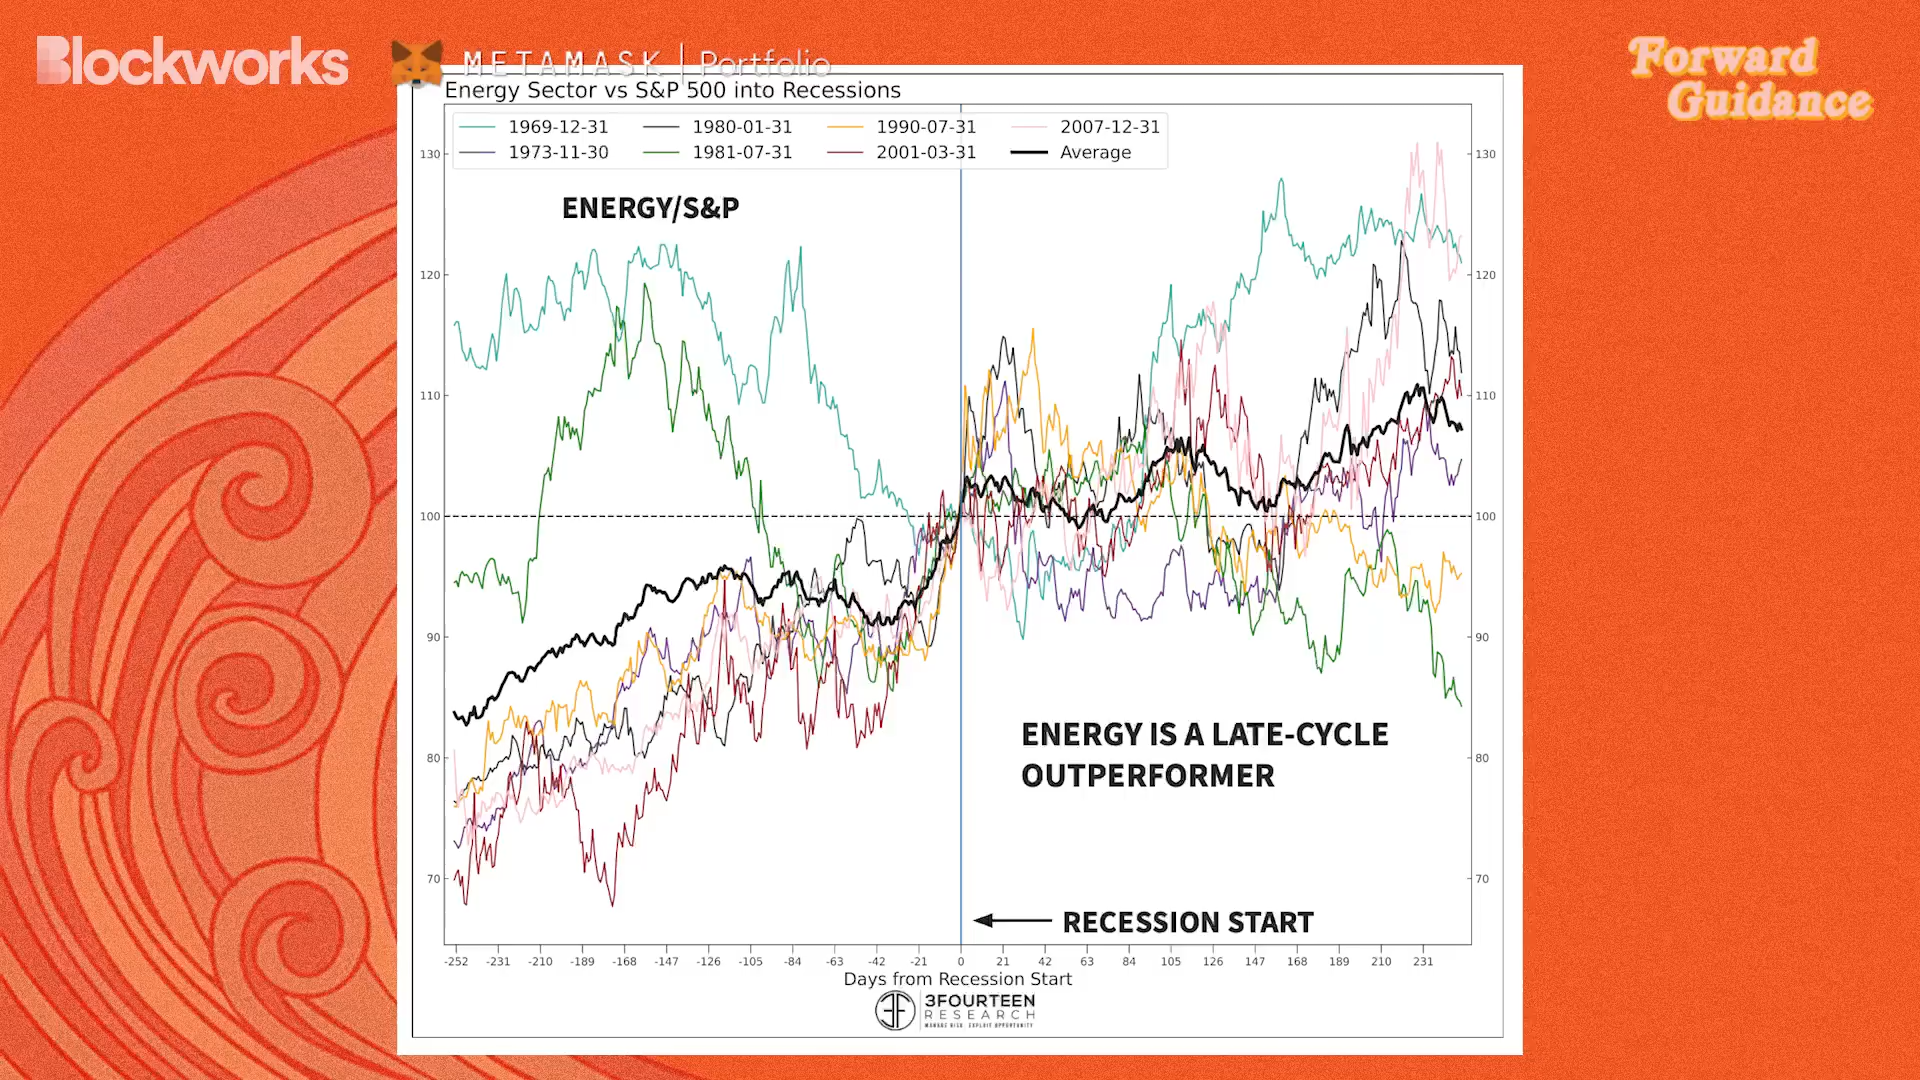 Blockworks
METAMASK | Portfolio
Forward
Guidance
Energy Sector vs S&P 500 into Recessions
1969-12-31 1980-01-31 1990-07-31 2007-12-31
1973-11-30 1981-07-31 2001-03-31 Average
ENERGY/S&P
130 130
120 120
110 110
100 100
90 90
80 80
70 70
ENERGY IS A LATE-CYCLE
OUTPERFORMER
RECESSION START
-252 -231 -210 -189 -168 -147 -126 -105 -84 -63 -42 -21 0 21 42 63 84 105 126 147 168 189 210 231
Days from Recession Start
3FOURTEEN
RESEARCH
MANAGE RISK EXPLOIT OPPORTUNITY